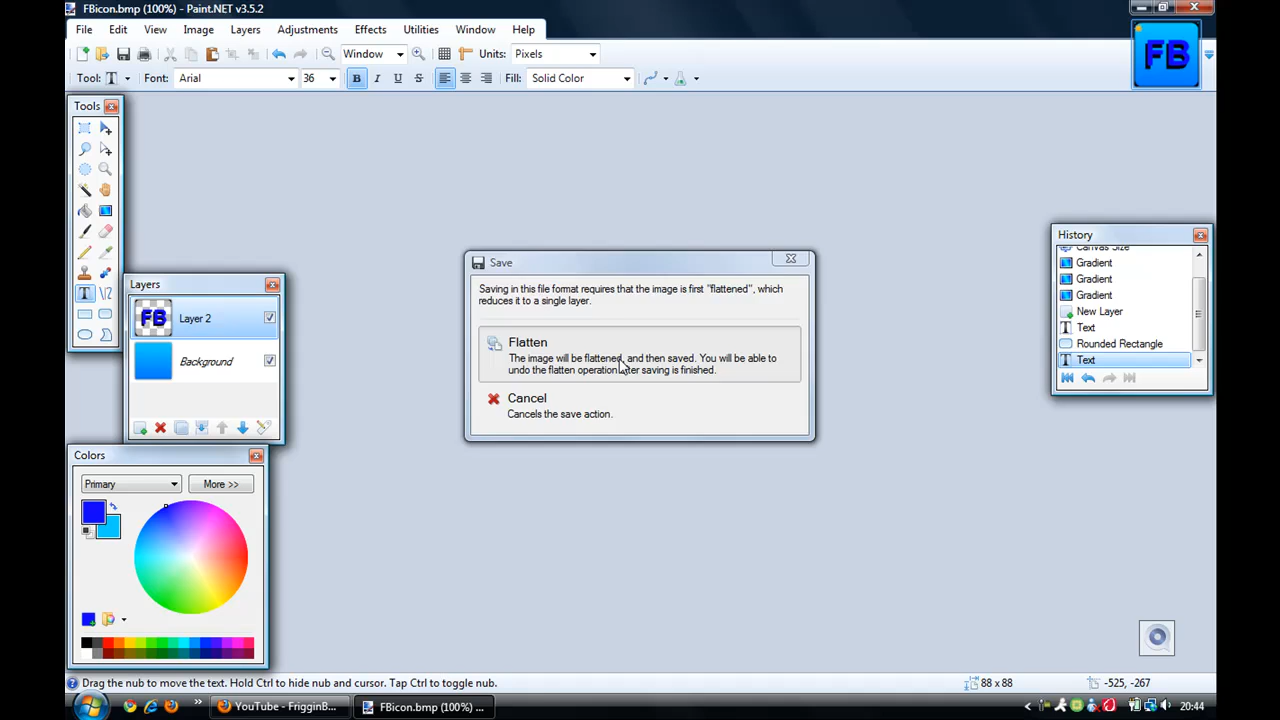 FBicon.bmp (100%) - Paint.NET v3.5.2
File Edit View Image Layers Adjustments Effects Utilities Window Help
Window Units: Pixels
Tool: T Font: Arial 36 B I U S Fill: Solid Color
FB
Tools
T
Save
Saving in this file format requires that the image is first "flattened", which
reduces it to a single layer.
Flatten
The image will be flattened, and then saved. You will be able to
undo the flatten operation after saving is finished.
Cancel
Cancels the save action.
History
Canvas Size
Gradient
Gradient
Gradient
New Layer
Text
Rounded Rectangle
Text
Layers
FB Layer 2
Background
Colors
Primary More >>
Drag the nub to move the text. Hold Ctrl to hide nub and cursor. Tap Ctrl to toggle nub.
88 x 88 -525, -267
YouTube - FrigginB... FBicon.bmp (100%) ... 20:44